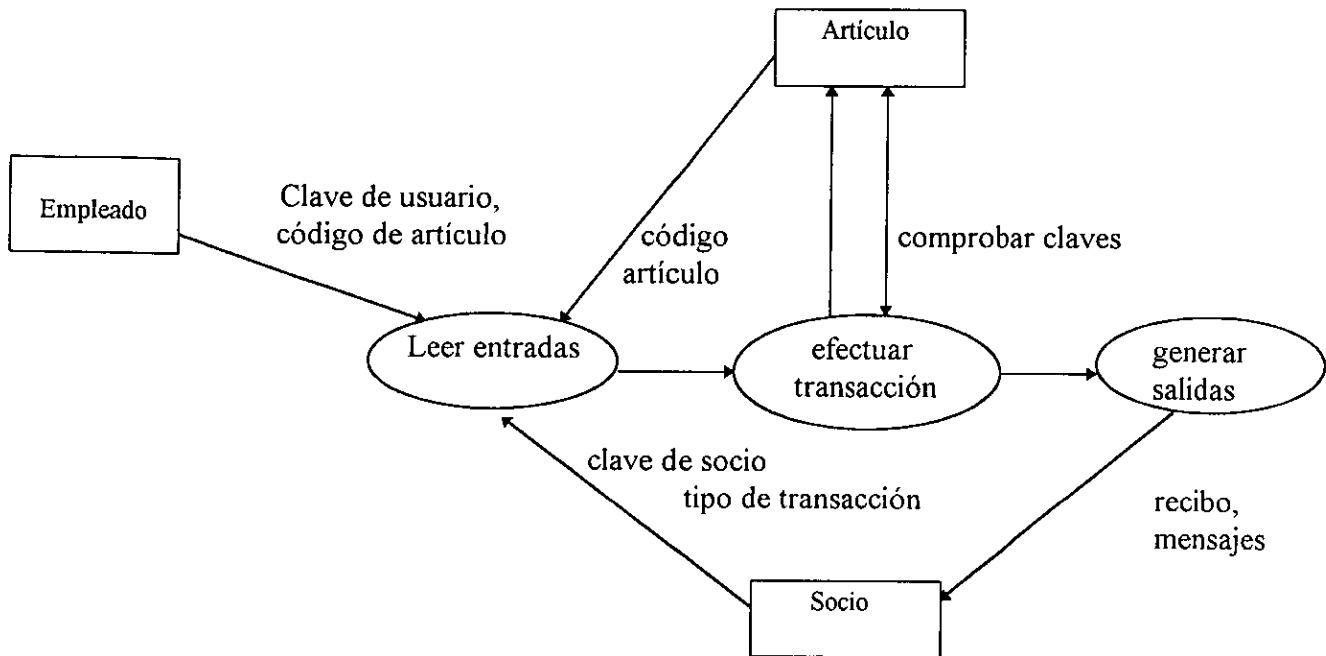 Artículo
Empleado
Clave de usuario,
código de artículo
código
artículo
comprobar claves
Leer entradas
efectuar
transacción
generar
salidas
clave de socio
tipo de transacción
recibo,
mensajes
Socio